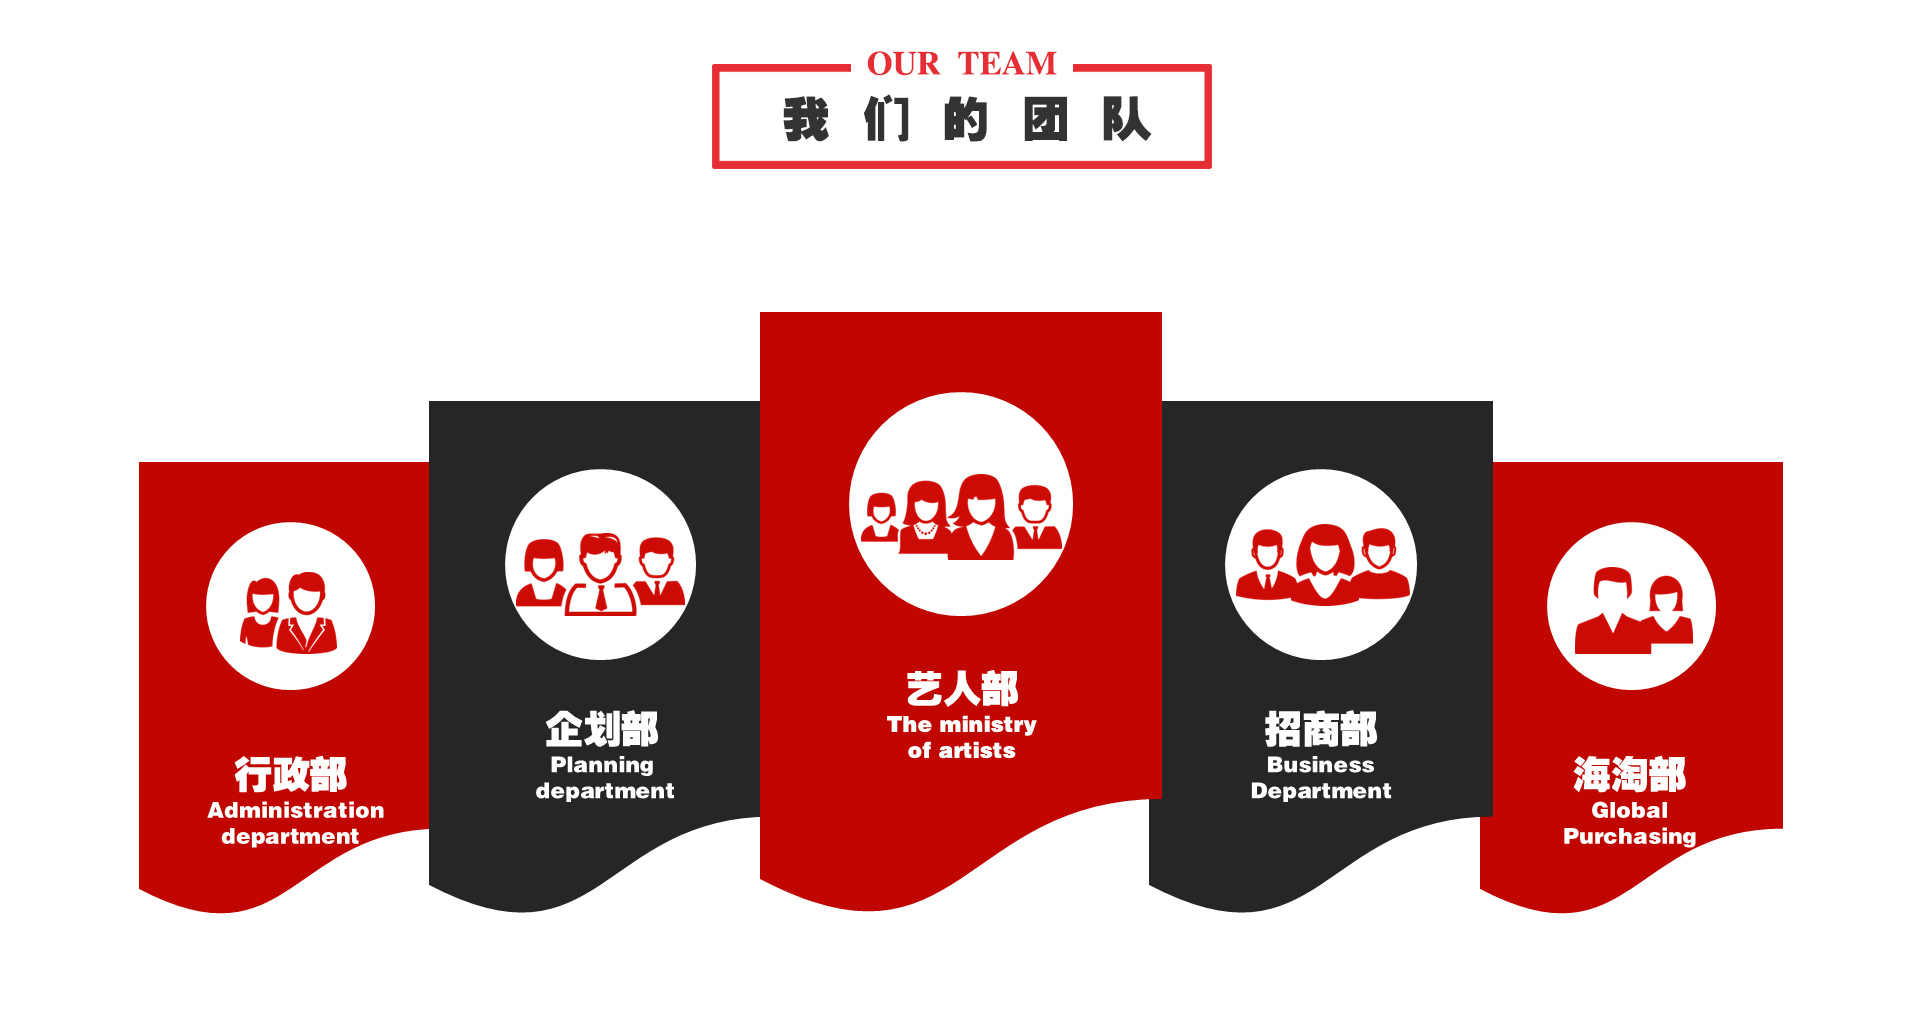 OUR TEAM
我们的团队
行政部
Administration
department
企划部
Planning
department
艺人部
The ministry
of artists
招商部
Business
Department
海淘部
Global
Purchasing